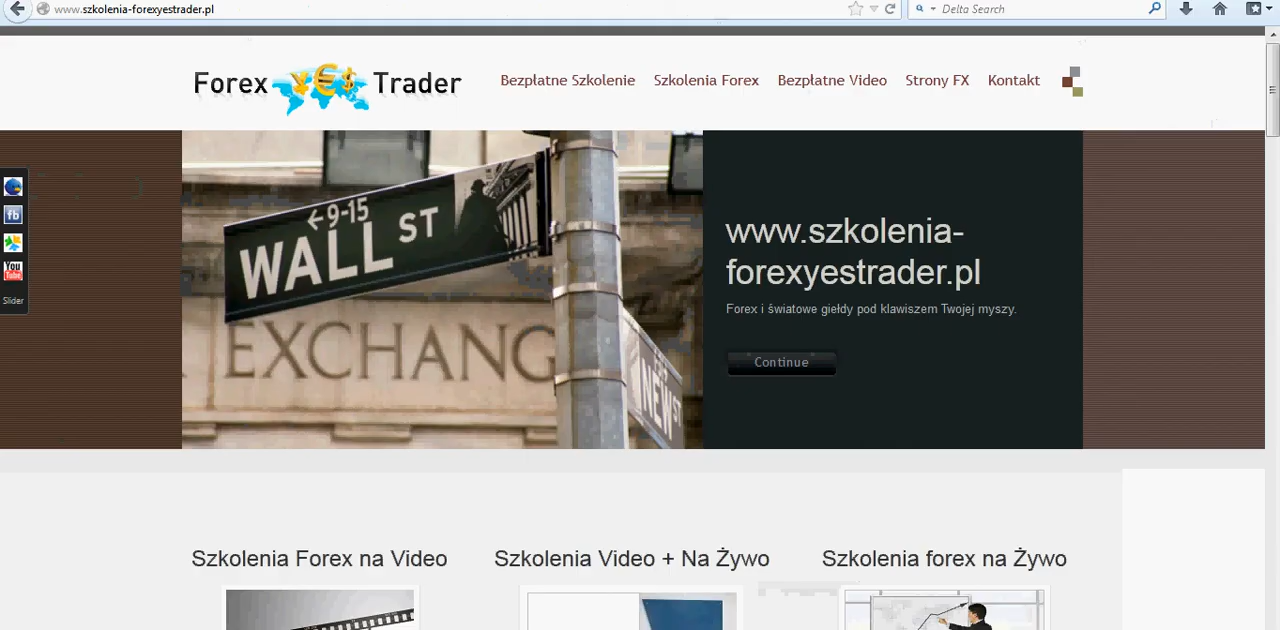 www.szkolenia-forexyestrader.pl
Delta Search
Forex Y€$ Trader
Bezpłatne Szkolenie
Szkolenia Forex
Bezpłatne Video
Strony FX
Kontakt
←9-15
WALL ST
EXCHANG
NEW ST
fb
You Tube
Slider
www.szkolenia-
forexyestrader.pl
Forex i światowe giełdy pod klawiszem Twojej myszy.
Continue
Szkolenia Forex na Video
Szkolenia Video + Na Żywo
Szkolenia forex na Żywo